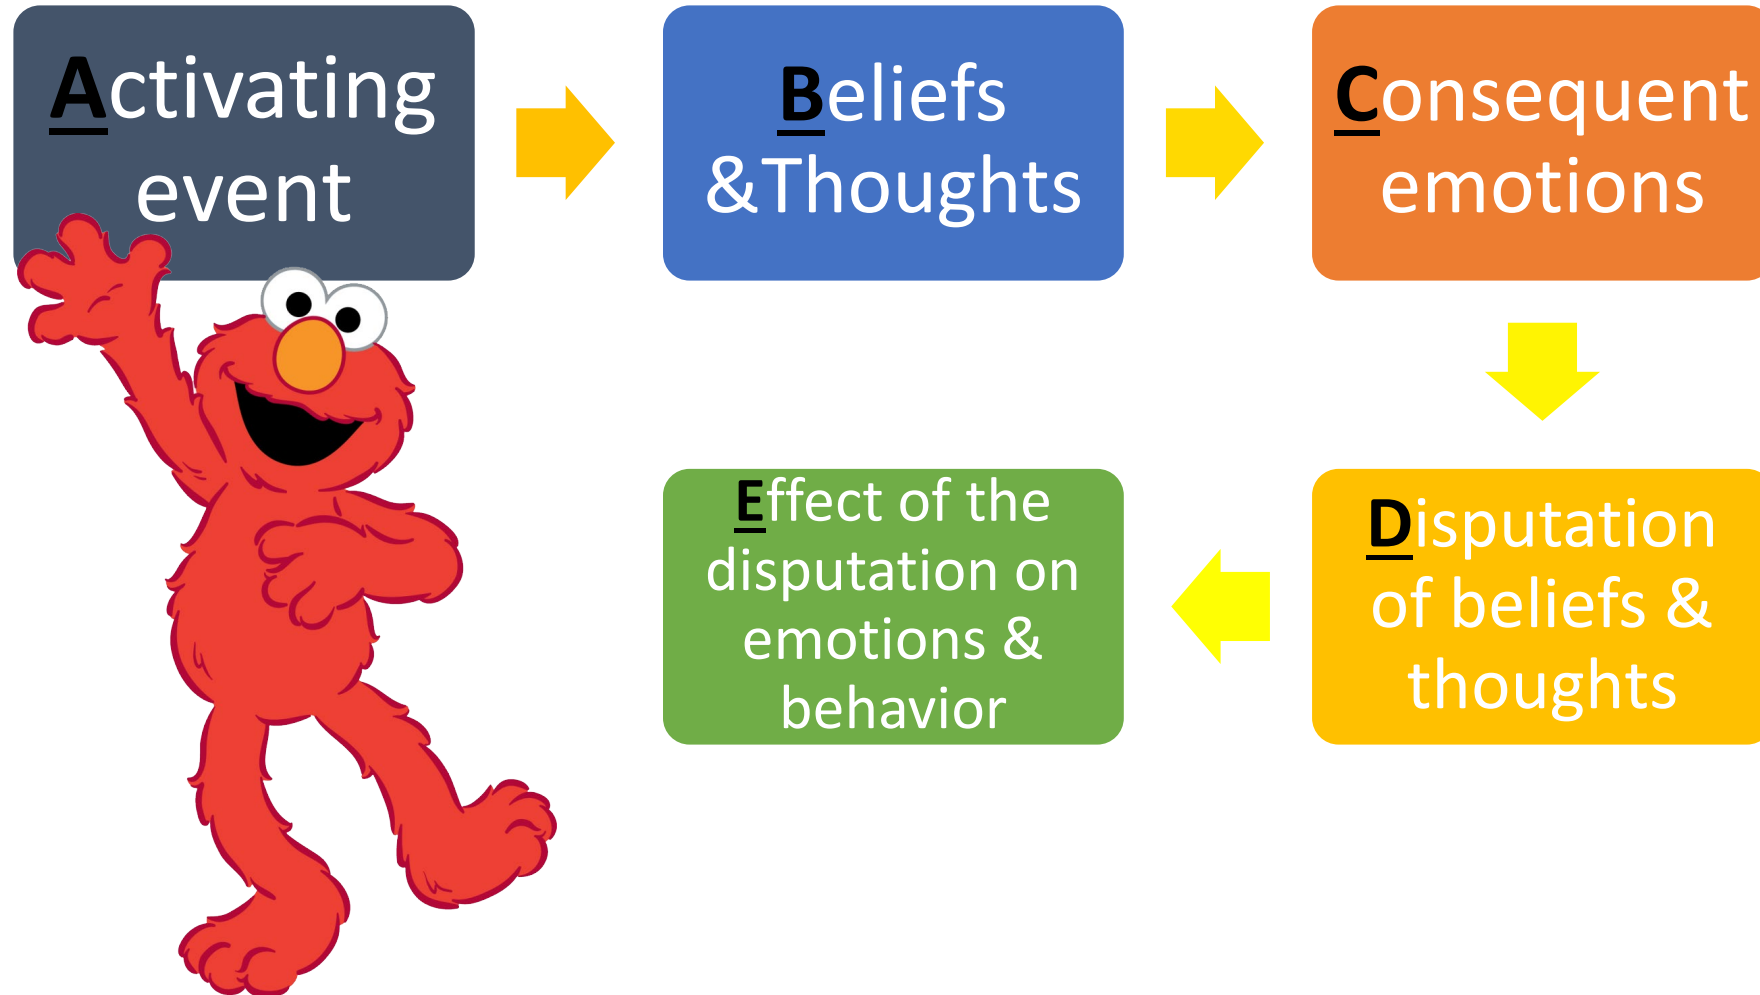 Activating
event
Beliefs
&Thoughts
Consequent
emotions
Disputation
of beliefs &
thoughts
Effect of the
disputation on
emotions &
behavior